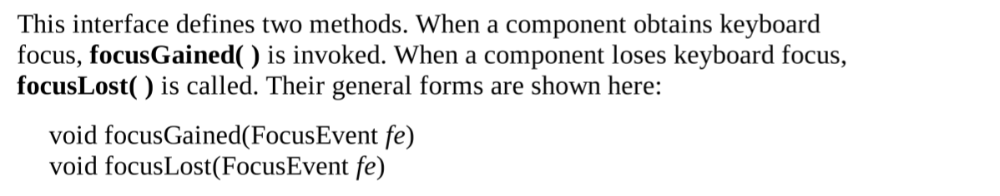 This interface defines two methods. When a component obtains keyboard
focus, focusGained( ) is invoked. When a component loses keyboard focus,
focusLost( ) is called. Their general forms are shown here:
void focusGained(FocusEvent fe)
void focusLost(FocusEvent fe)